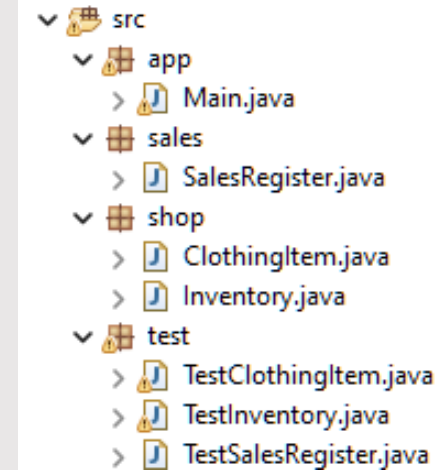 src
app
Main.java
sales
SalesRegister.java
shop
ClothingItem.java
Inventory.java
test
TestClothingItem.java
TestInventory.java
TestSalesRegister.java